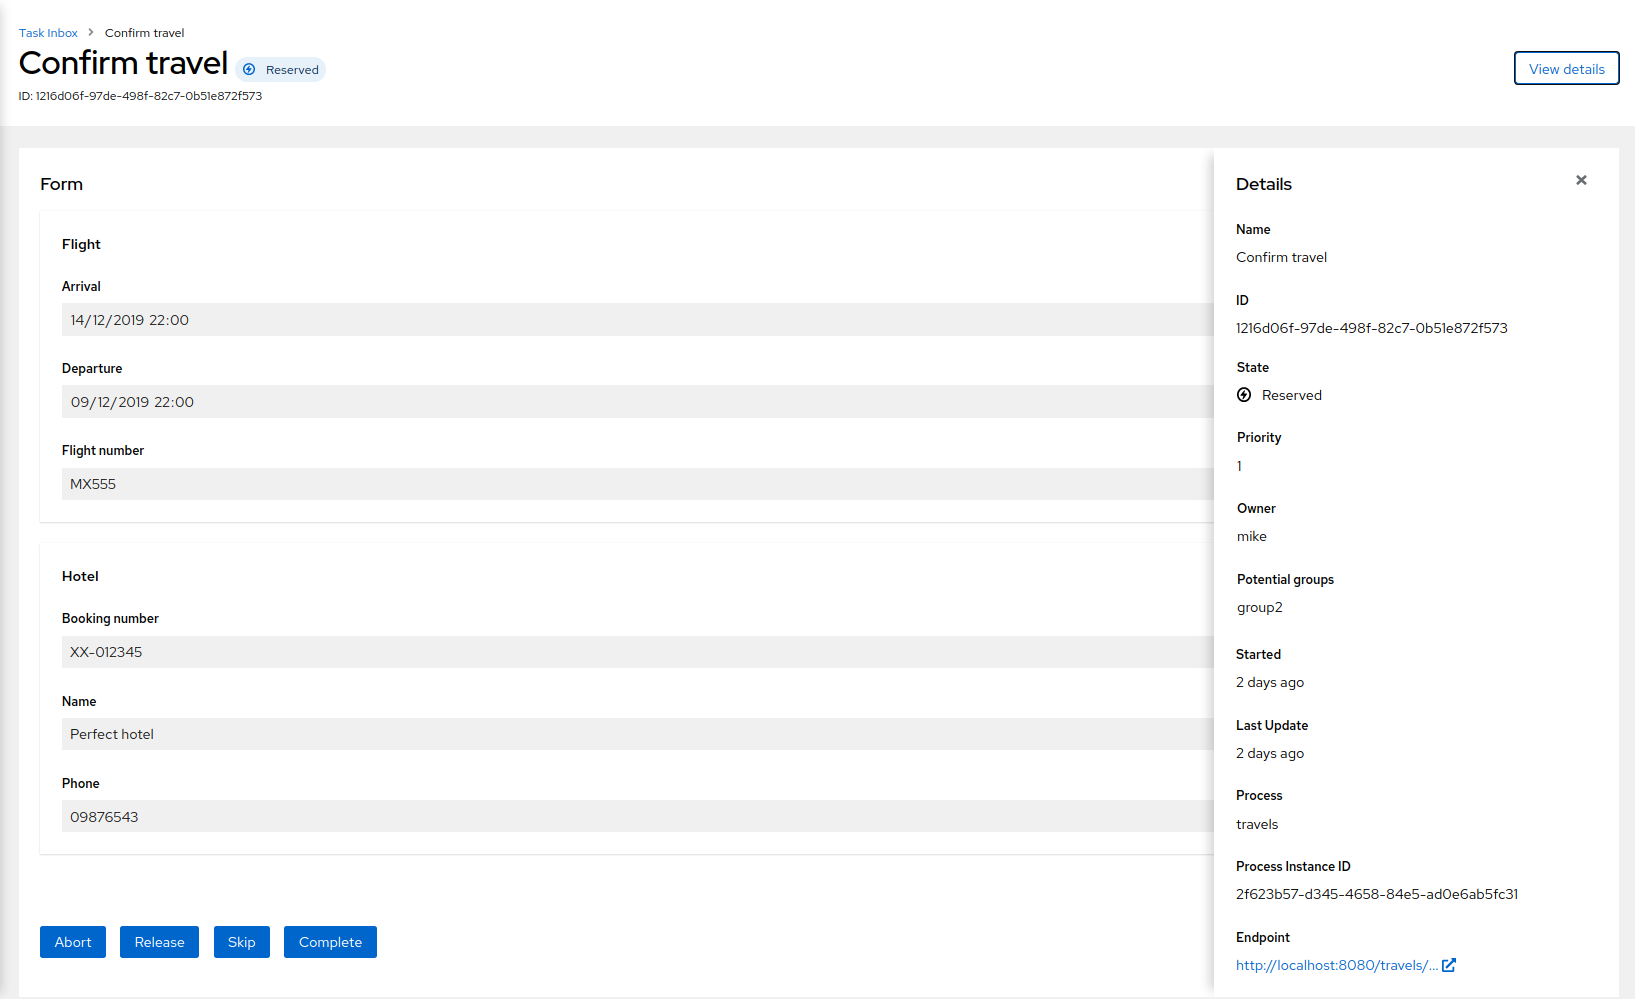 Task Inbox > Confirm travel
Confirm travel Reserved
ID: 1216d06f-97de-498f-82c7-0b51e872f573
View details
Form
Flight
Arrival
14/12/2019 22:00
Departure
09/12/2019 22:00
Flight number
MX555
Hotel
Booking number
XX-012345
Name
Perfect hotel
Phone
09876543
Abort Release Skip Complete
Details
Name
Confirm travel
ID
1216d06f-97de-498f-82c7-0b51e872f573
State
Reserved
Priority
1
Owner
mike
Potential groups
group2
Started
2 days ago
Last Update
2 days ago
Process
travels
Process Instance ID
2f623b57-d345-4658-84e5-ad0e6ab5fc31
Endpoint
http://localhost:8080/travels/...